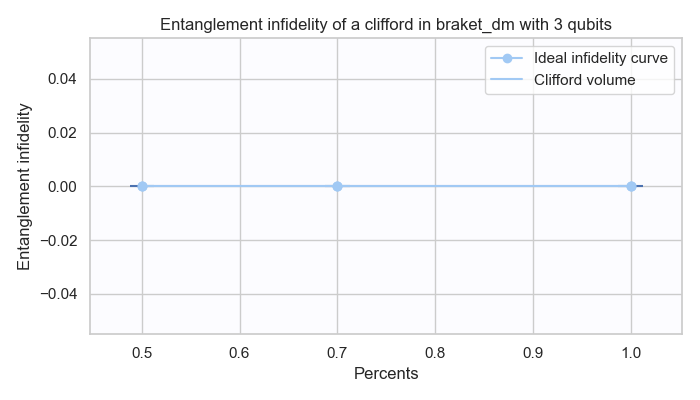 Entanglement infidelity of a clifford in braket_dm with 3 qubits
Ideal infidelity curve
Clifford volume
Entanglement infidelity
0.04
0.02
0.00
−0.02
−0.04
0.5 0.6 0.7 0.8 0.9 1.0
Percents